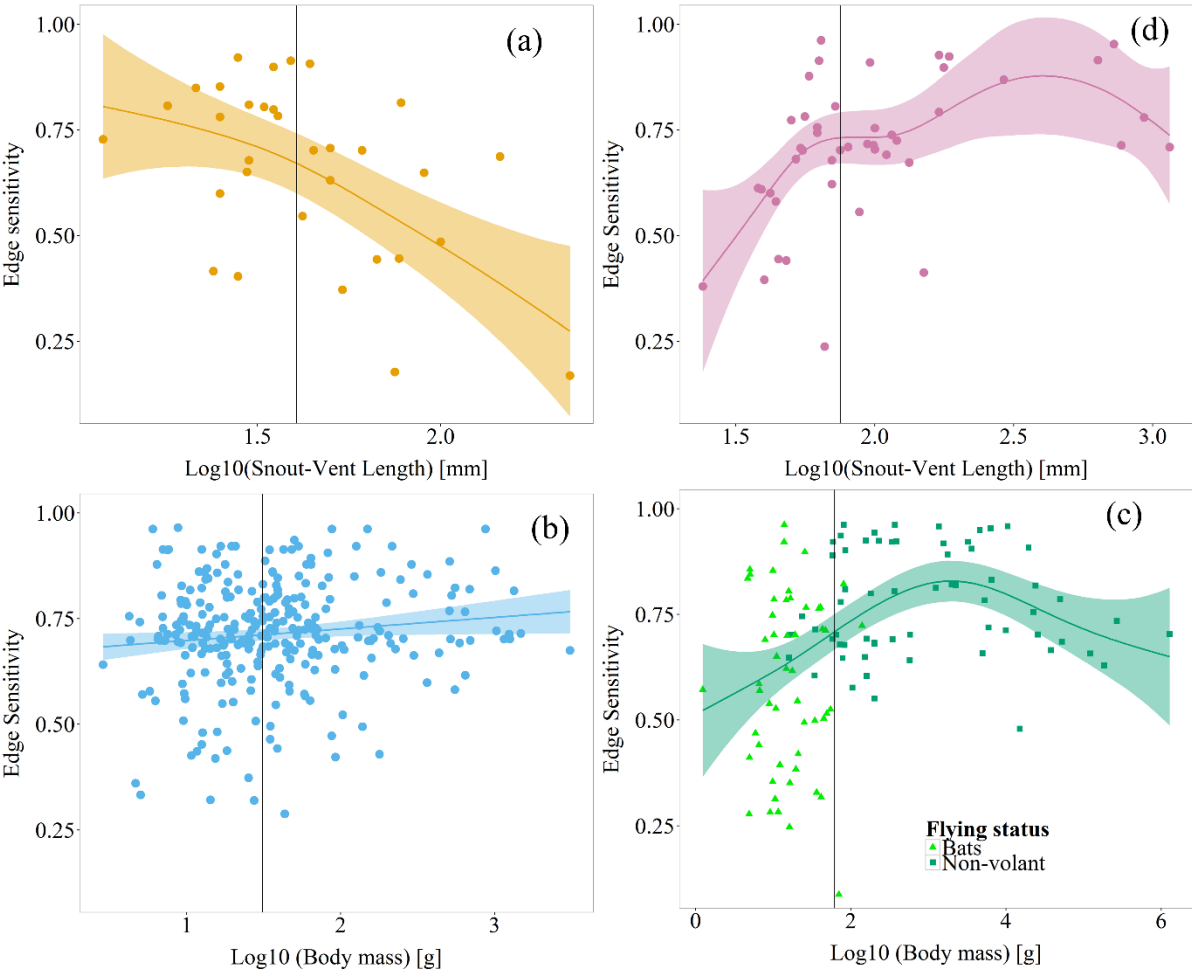 (a)
1.00
0.75
0.50
0.25
Edge sensitivity
1.5 2.0
Log10(Snout-Vent Length) [mm]
(d)
1.00
0.75
0.50
0.25
Edge Sensitivity
1.5 2.0 2.5 3.0
Log10(Snout-Vent Length) [mm]
(b)
1.00
0.75
0.50
0.25
Edge Sensitivity
1 2 3
Log10 (Body mass) [g]
(c)
1.00
0.75
0.50
0.25
Edge Sensitivity
Flying status
Bats
Non-volant
0 2 4 6
Log10 (Body mass) [g]